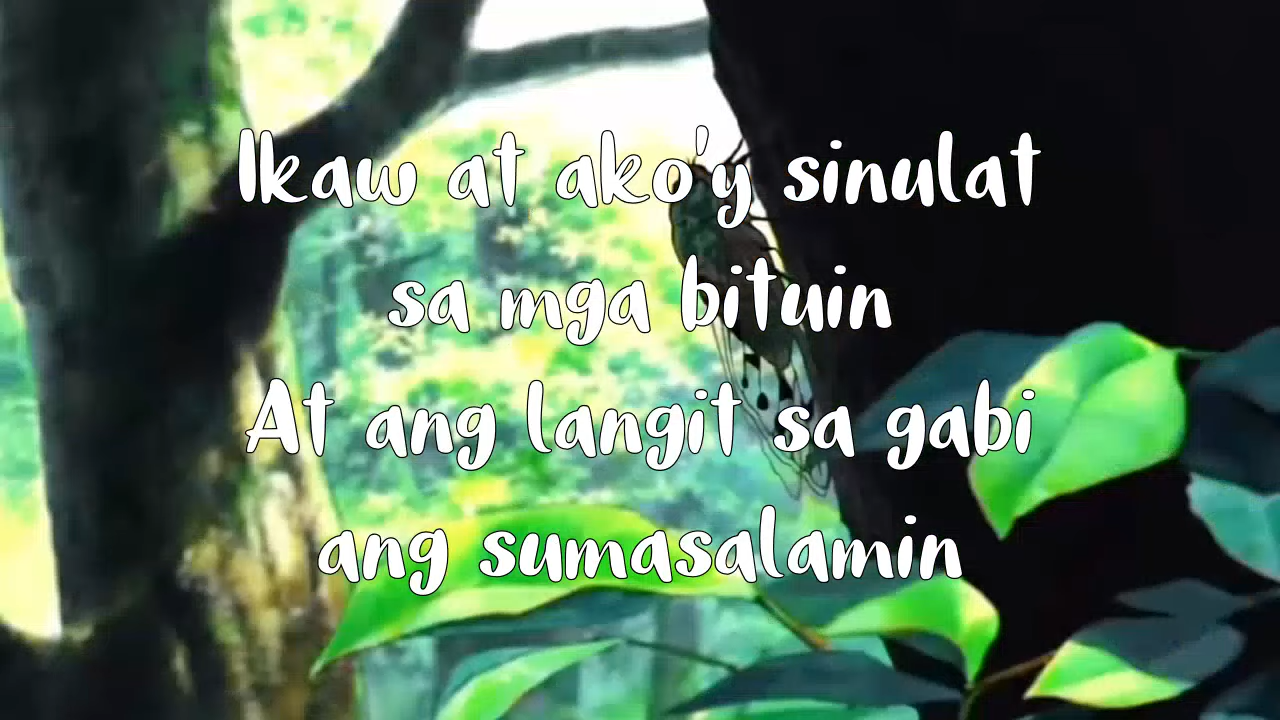 Ikaw at ako'y sinulat
sa mga bituin
At ang langit sa gabi
ang sumasalamin